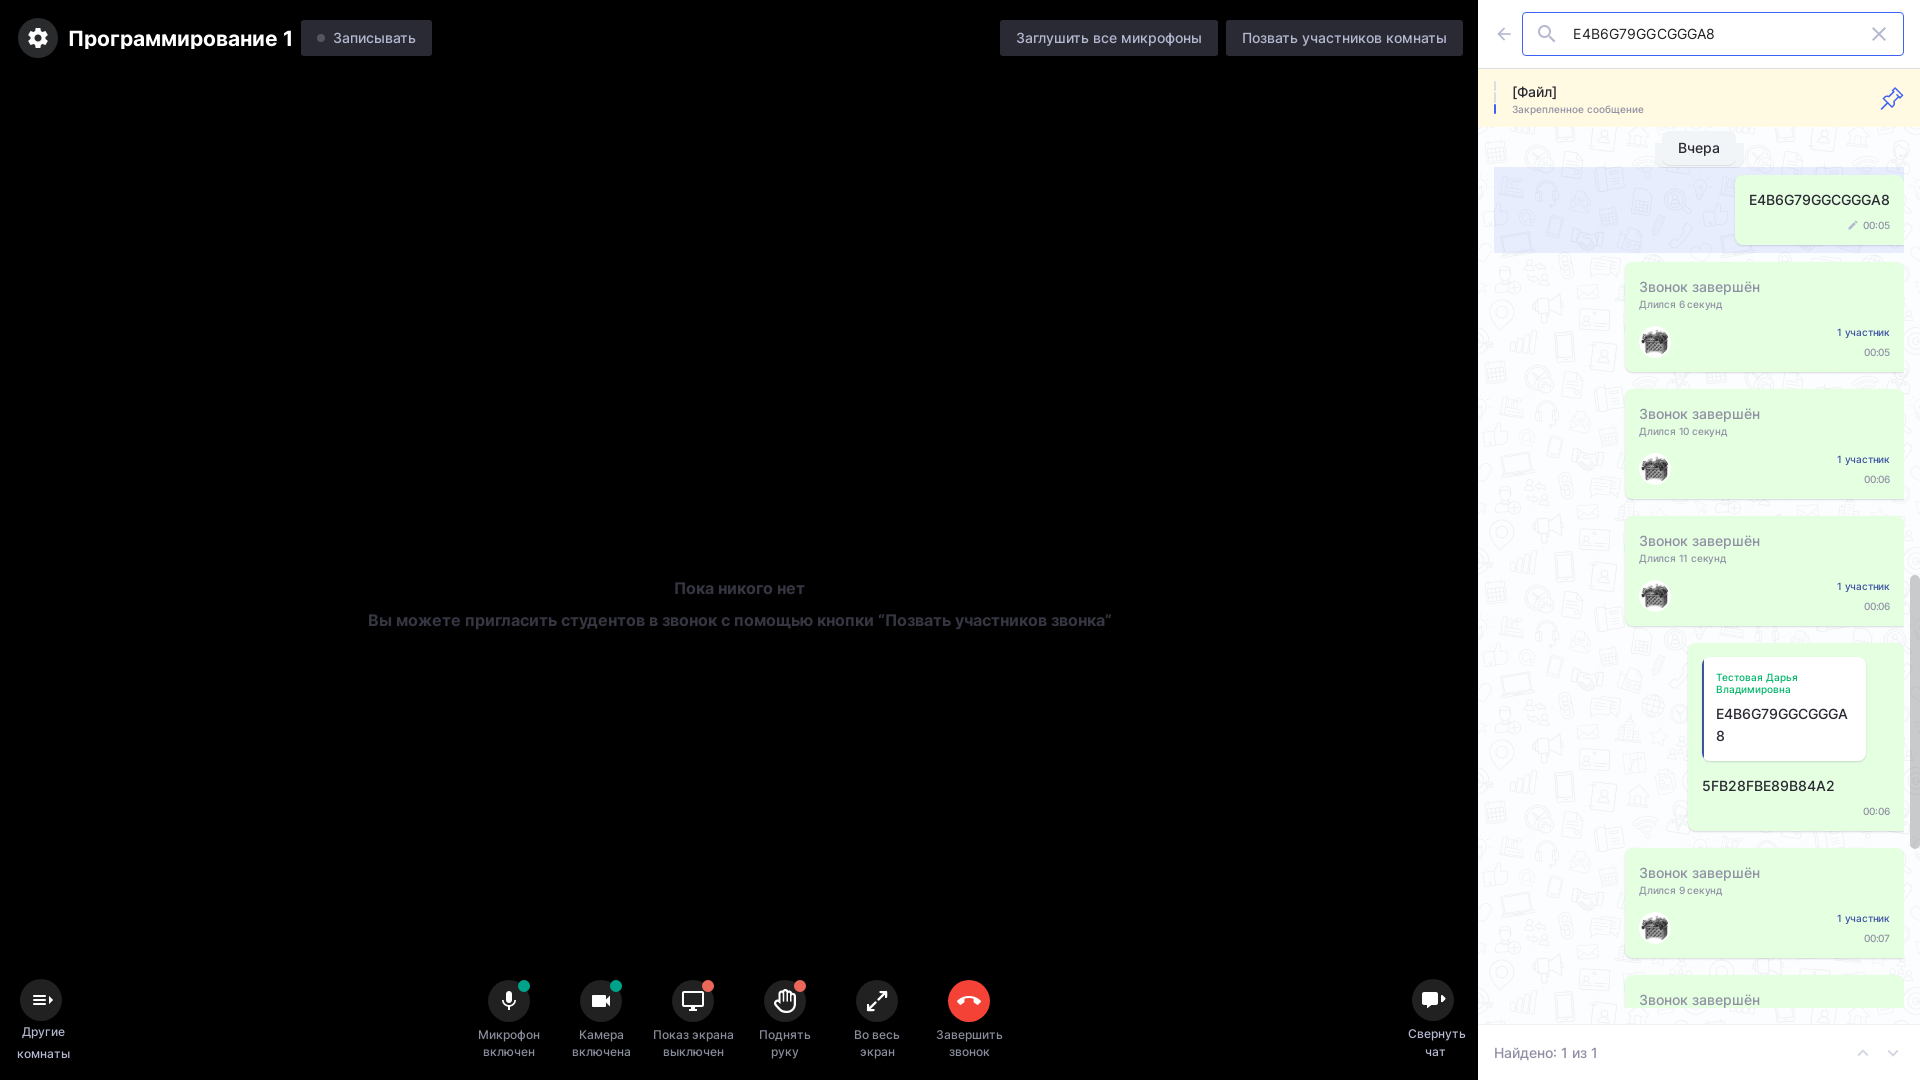 Программирование 1
Записывать
Заглушить все микрофоны
Позвать участников комнаты
E4B6G79GGCGGGA8
[Файл]
Закрепленное сообщение
Вчера
E4B6G79GGCGGGA8
00:05
Звонок завершён
Длился 6 секунд
1 участник
00:05
Звонок завершён
Длился 10 секунд
1 участник
00:06
Звонок завершён
Длился 11 секунд
1 участник
00:06
Тестовая Дарья
Владимировна
E4B6G79GGCGGGA
8
5FB28FBE89B84A2
00:06
Звонок завершён
Длился 9 секунд
1 участник
00:07
Звонок завершён
Найдено: 1 из 1
Пока никого нет
Вы можете пригласить студентов в звонок с помощью кнопки “Позвать участников звонка”
Другие
комнаты
Микрофон
включен
Камера
включена
Показ экрана
выключен
Поднять
руку
Во весь
экран
Завершить
звонок
Свернуть
чат